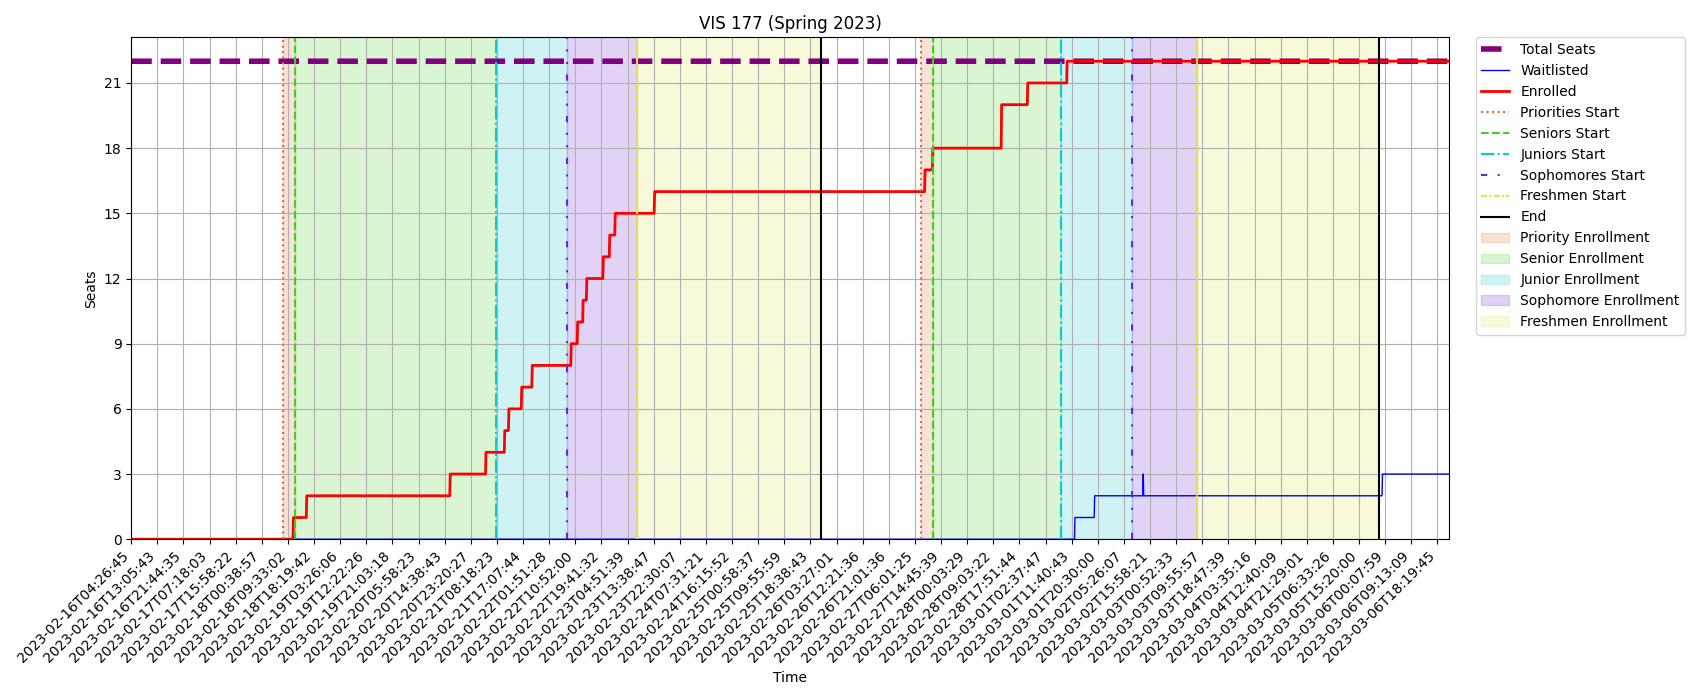 VIS 177 (Spring 2023)
Seats
21
18
15
12
9
6
3
0
2023-02-16T04:26:45
2023-02-16T13:05:43
2023-02-16T21:44:35
2023-02-17T07:18:03
2023-02-17T15:58:22
2023-02-18T00:38:57
2023-02-18T09:33:02
2023-02-18T18:19:42
2023-02-19T03:26:06
2023-02-19T12:22:26
2023-02-19T21:03:18
2023-02-20T05:58:23
2023-02-20T14:38:43
2023-02-20T23:20:27
2023-02-21T08:18:23
2023-02-21T17:07:44
2023-02-22T01:51:28
2023-02-22T10:52:00
2023-02-22T19:41:32
2023-02-23T04:51:39
2023-02-23T13:38:47
2023-02-23T22:30:07
2023-02-24T07:31:21
2023-02-24T16:15:52
2023-02-25T00:58:37
2023-02-25T09:55:59
2023-02-25T18:38:43
2023-02-26T03:27:01
2023-02-26T12:21:36
2023-02-26T21:01:36
2023-02-27T06:01:25
2023-02-27T14:45:39
2023-02-28T00:03:29
2023-02-28T09:03:22
2023-02-28T17:51:44
2023-03-01T02:37:47
2023-03-01T11:40:43
2023-03-01T20:30:00
2023-03-02T05:26:07
2023-03-02T15:58:21
2023-03-03T00:52:33
2023-03-03T09:55:57
2023-03-03T18:47:39
2023-03-04T03:35:16
2023-03-04T12:40:09
2023-03-04T21:29:01
2023-03-05T06:33:26
2023-03-05T15:20:00
2023-03-06T00:07:59
2023-03-06T09:13:09
2023-03-06T18:19:45
Time
Total Seats
Waitlisted
Enrolled
Priorities Start
Seniors Start
Juniors Start
Sophomores Start
Freshmen Start
End
Priority Enrollment
Senior Enrollment
Junior Enrollment
Sophomore Enrollment
Freshmen Enrollment